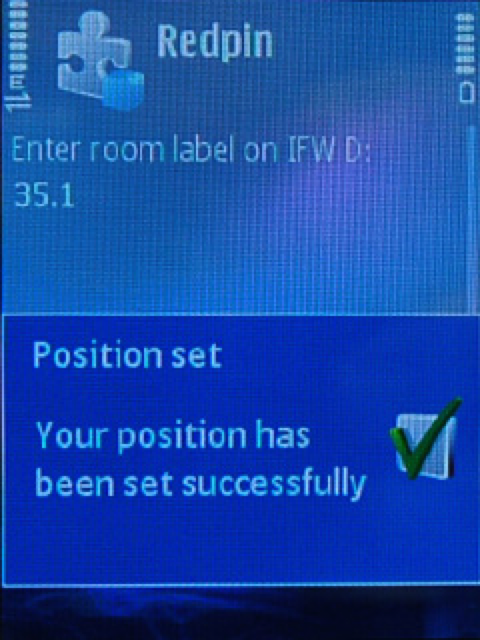 Redpin
Enter room label on IFW D:
35.1
Position set
Your position has
been set successfully